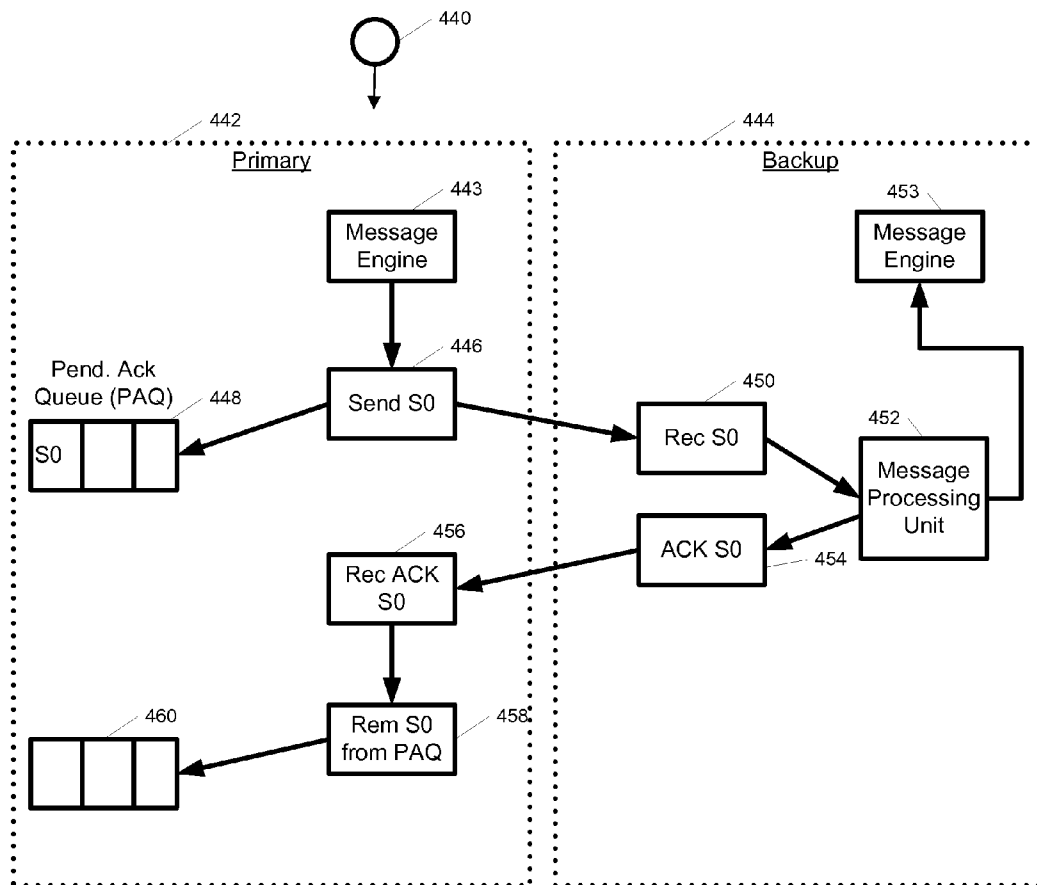 440
442
444
Primary
Backup
443
453
Message
Engine
Message
Engine
446
Pend. Ack
Queue (PAQ)
448
450
452
Send S0
S0
Rec S0
Message
Processing
Unit
456
ACK S0
454
Rec ACK
S0
460
458
Rem S0
from PAQ